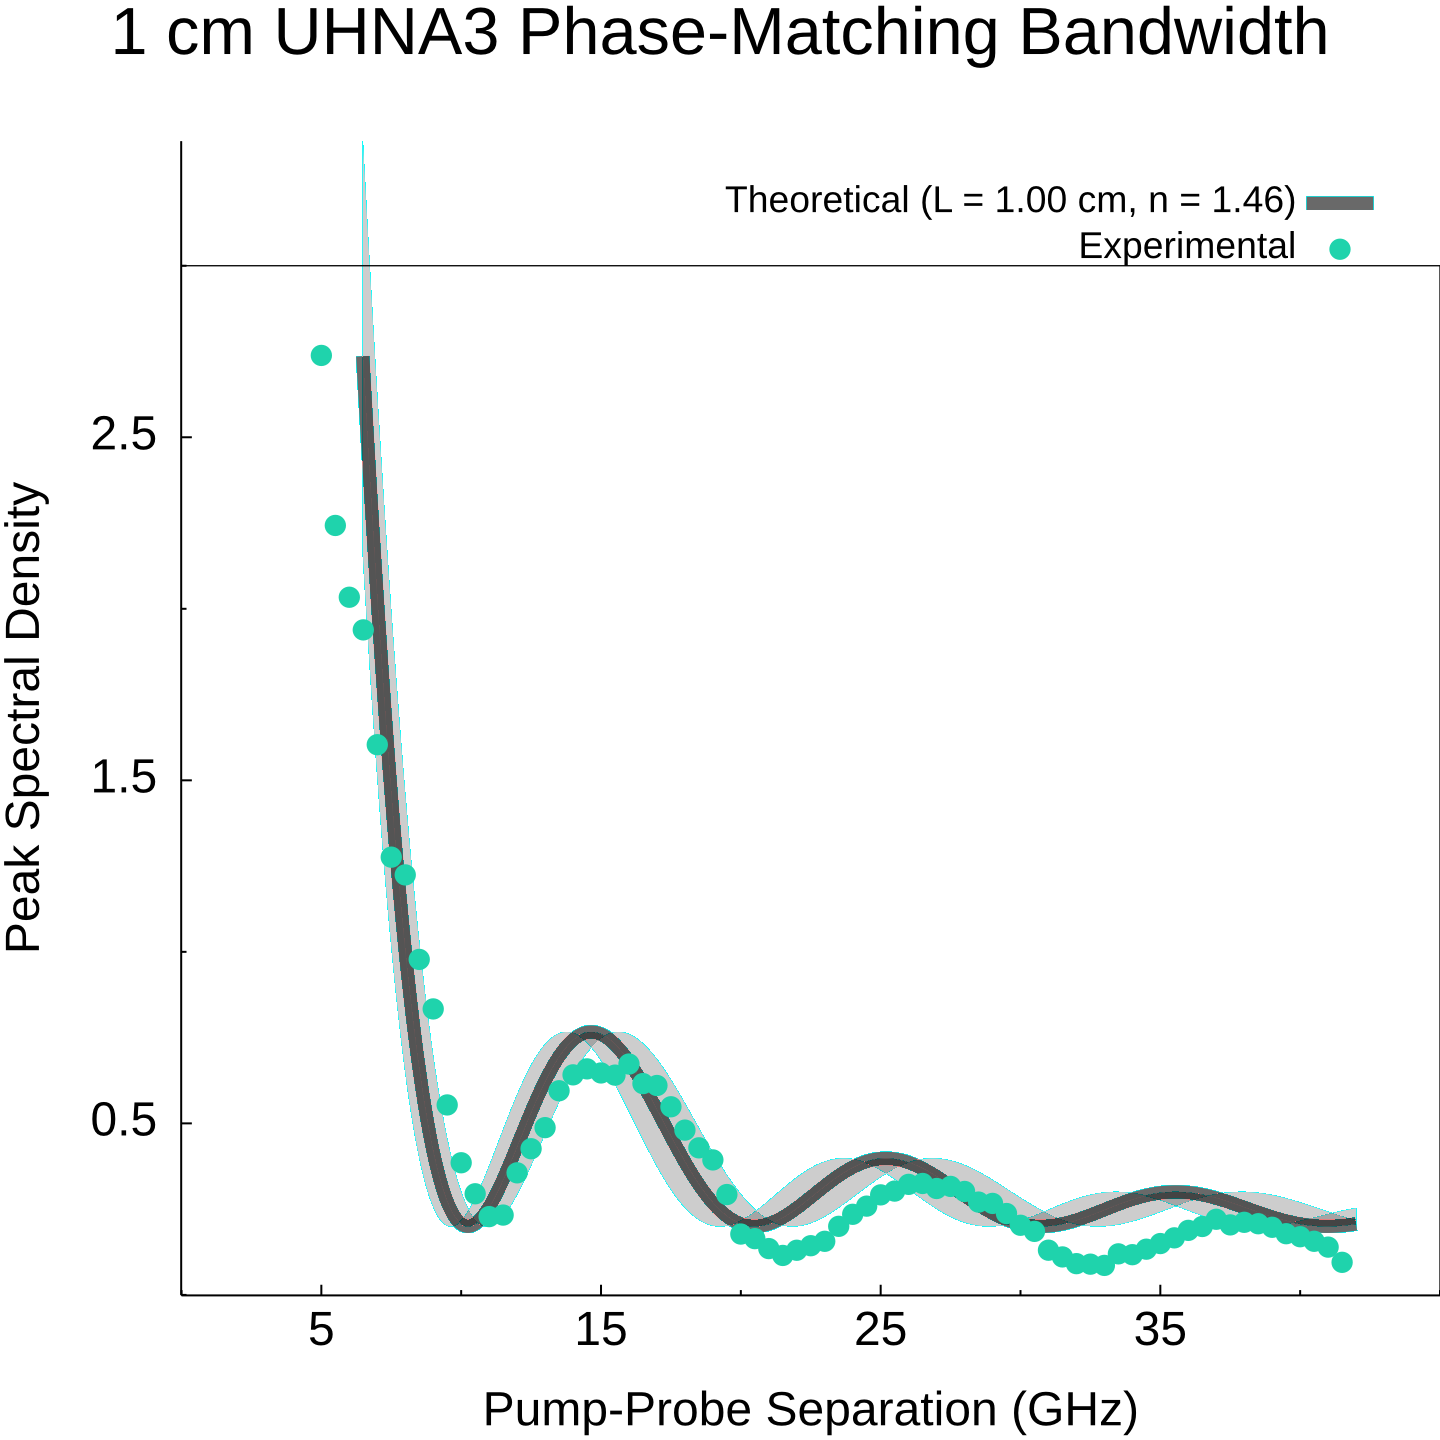 1 cm UHNA3 Phase-Matching Bandwidth
Theoretical (L = 1.00 cm, n = 1.46)
Experimental
2.5
1.5
0.5
Peak Spectral Density
5 15 25 35
Pump-Probe Separation (GHz)